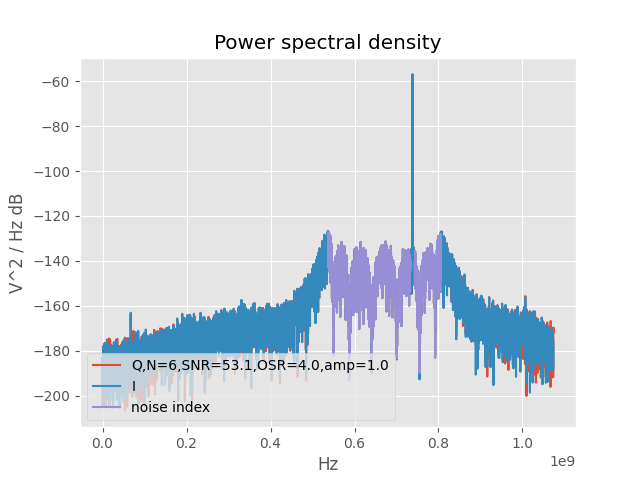 Power spectral density
V^2 / Hz dB
−60
−80
−100
−120
−140
−160
−180
−200
Q,N=6,SNR=53.1,OSR=4.0,amp=1.0
I
noise index
0.0 0.2 0.4 0.6 0.8 1.0
1e9
Hz